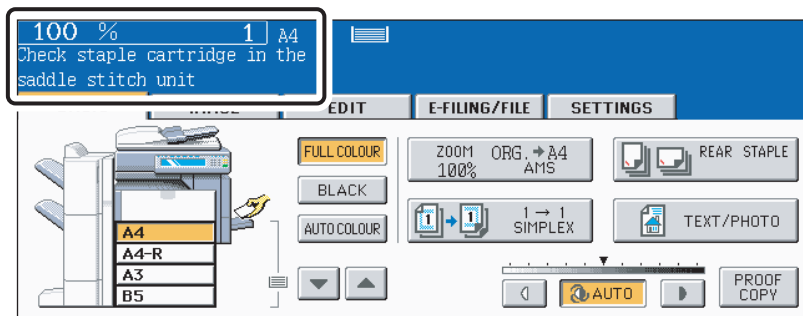 100 % 1 A4
Check staple cartridge in the
saddle stitch unit
EDIT E-FILING/FILE SETTINGS
FULL COLOUR
BLACK
AUTO COLOUR
ZOOM ORG. → A4
100% AMS
REAR STAPLE
1 1
1 → 1
SIMPLEX
TEXT/PHOTO
A4
A4-R
A3
B5
AUTO
PROOF
COPY